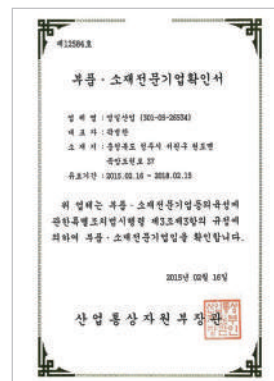 제12584호
부품·소재전문기업확인서
업 체 명 : 명일산업 (301-05-26534)
대 표 자 : 곽창환
소 재 지 : 충청북도 청주시 서원구 현도면
죽암도원로 37
유효기간 : 2015.02.16 ~ 2018.02.15
위 업체는 부품·소재전문기업등의육성에
관한특별조치법시행령 제3조제3항의 규정에
의하여 부품·소재전문기업임을 확인합니다.
2015년 02월 16일
산업통상자원부장관